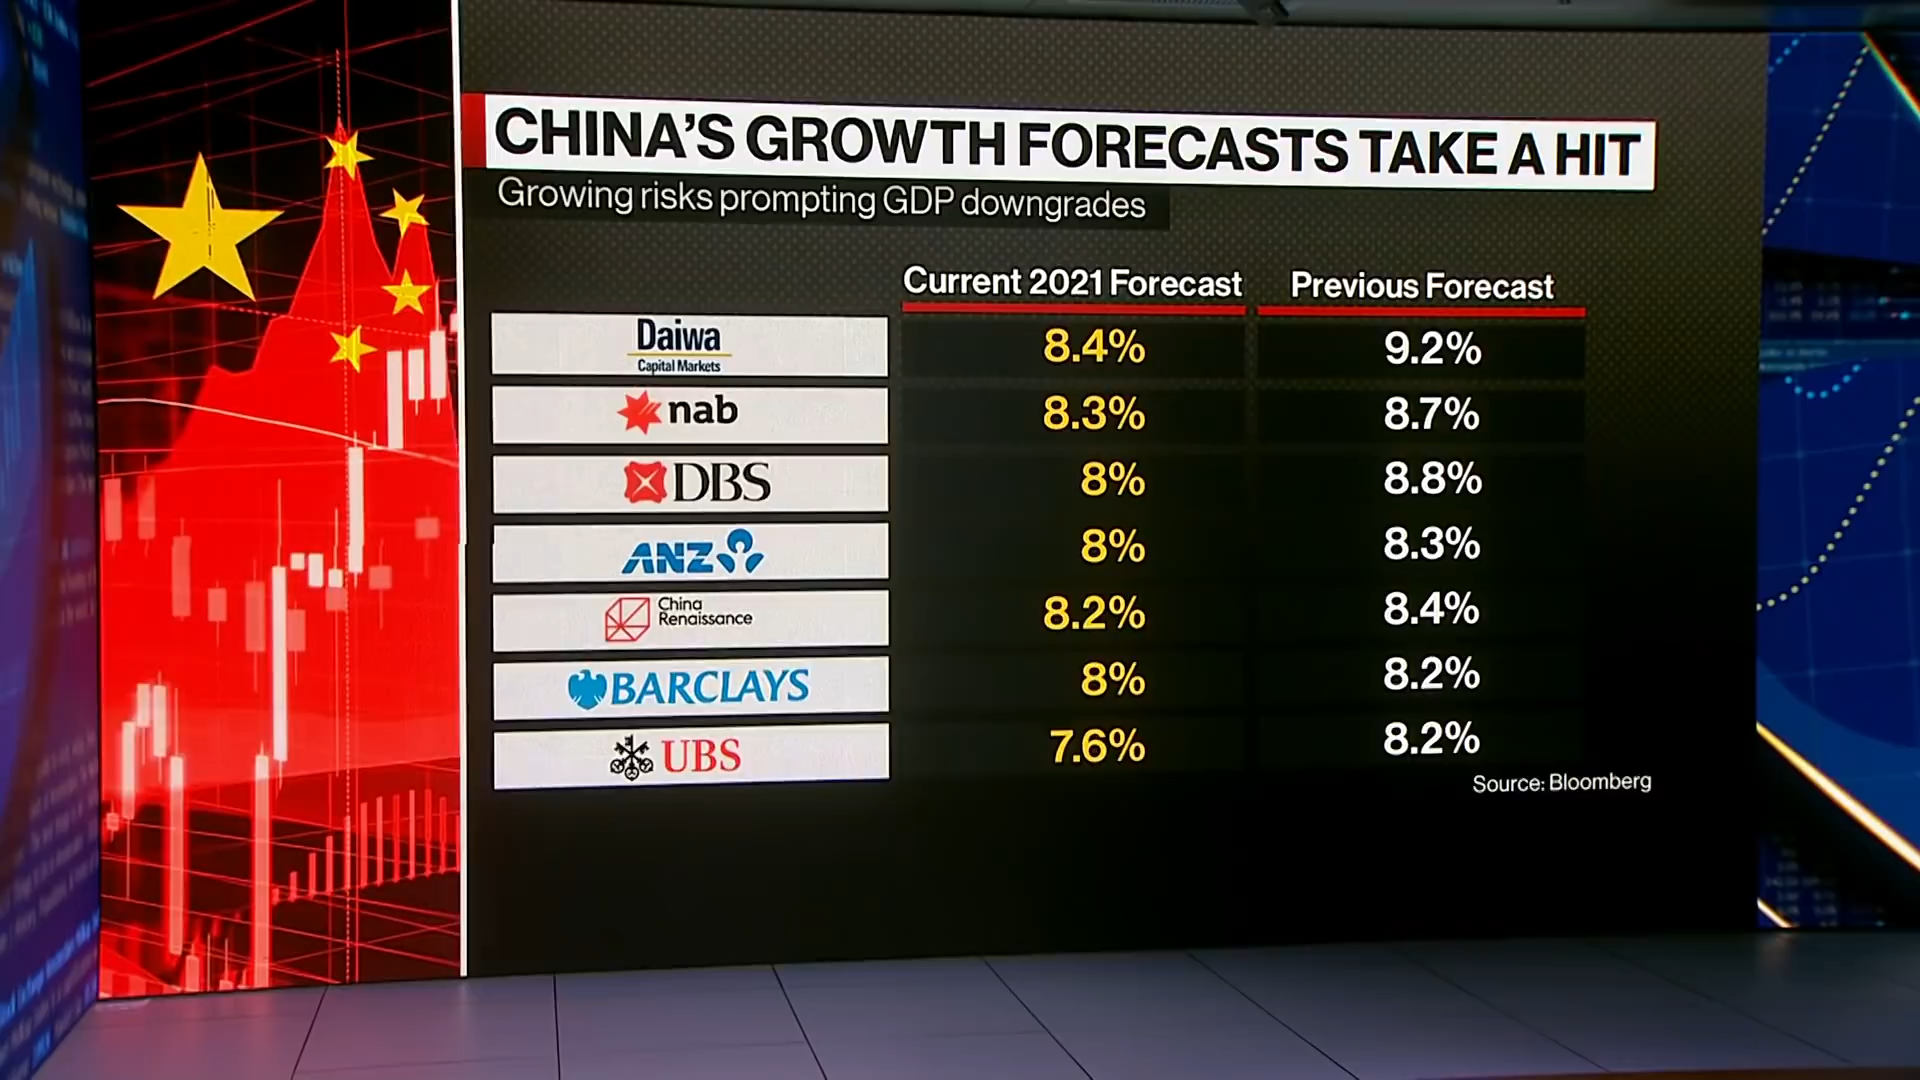 CHINA'S GROWTH FORECASTS TAKE A HIT
Growing risks prompting GDP downgrades
Current 2021 Forecast Previous Forecast
Daiwa
Capital Markets
8.4% 9.2%
nab 8.3% 8.7%
DBS 8% 8.8%
ANZ 8% 8.3%
China
Renaissance
8.2% 8.4%
BARCLAYS 8% 8.2%
UBS 7.6% 8.2%
Source: Bloomberg